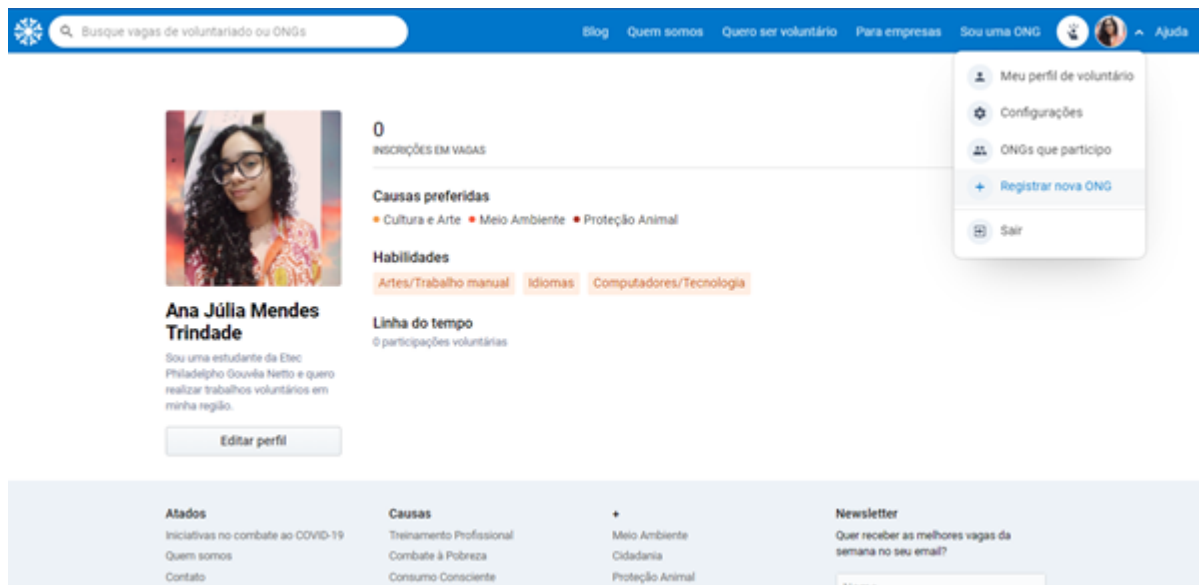 Busque vagas de voluntariado ou ONGs
Blog Quem somos Quero ser voluntário Para empresas Sou uma ONG Ajuda
Meu perfil de voluntário
Configurações
ONGs que participo
+ Registrar nova ONG
Sair
0
INSCRIÇÕES EM VAGAS
Causas preferidas
• Cultura e Arte • Meio Ambiente • Proteção Animal
Habilidades
Artes/Trabalho manual Idiomas Computadores/Tecnologia
Linha do tempo
0 participações voluntárias
Ana Júlia Mendes
Trindade
Sou uma estudante da Etec
Philadelpho Gouvêa Netto e quero
realizar trabalhos voluntários em
minha região.
Editar perfil
Atados
Iniciativas no combate ao COVID-19
Quem somos
Contato
Causas
Treinamento Profissional
Combate à Pobreza
Consumo Consciente
+
Meio Ambiente
Cidadania
Proteção Animal
Newsletter
Quer receber as melhores vagas da
semana no seu email?